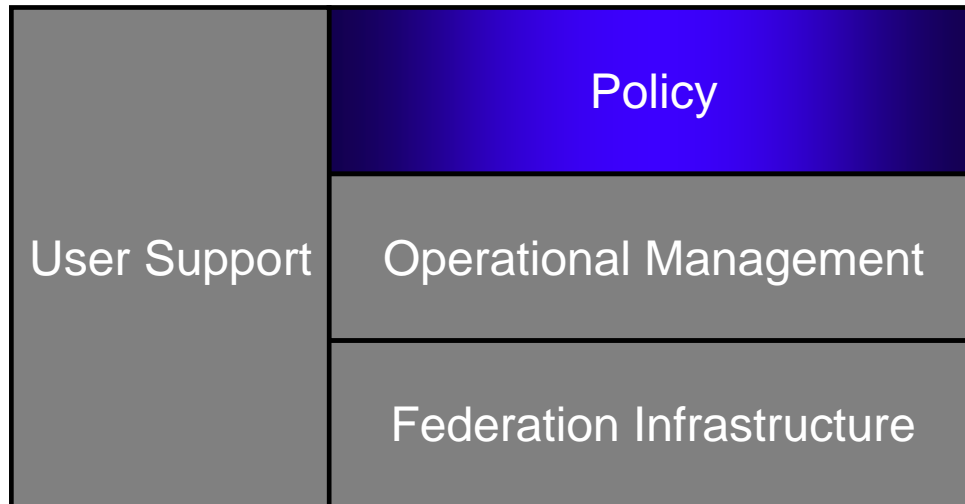 Policy
User Support
Operational Management
Federation Infrastructure